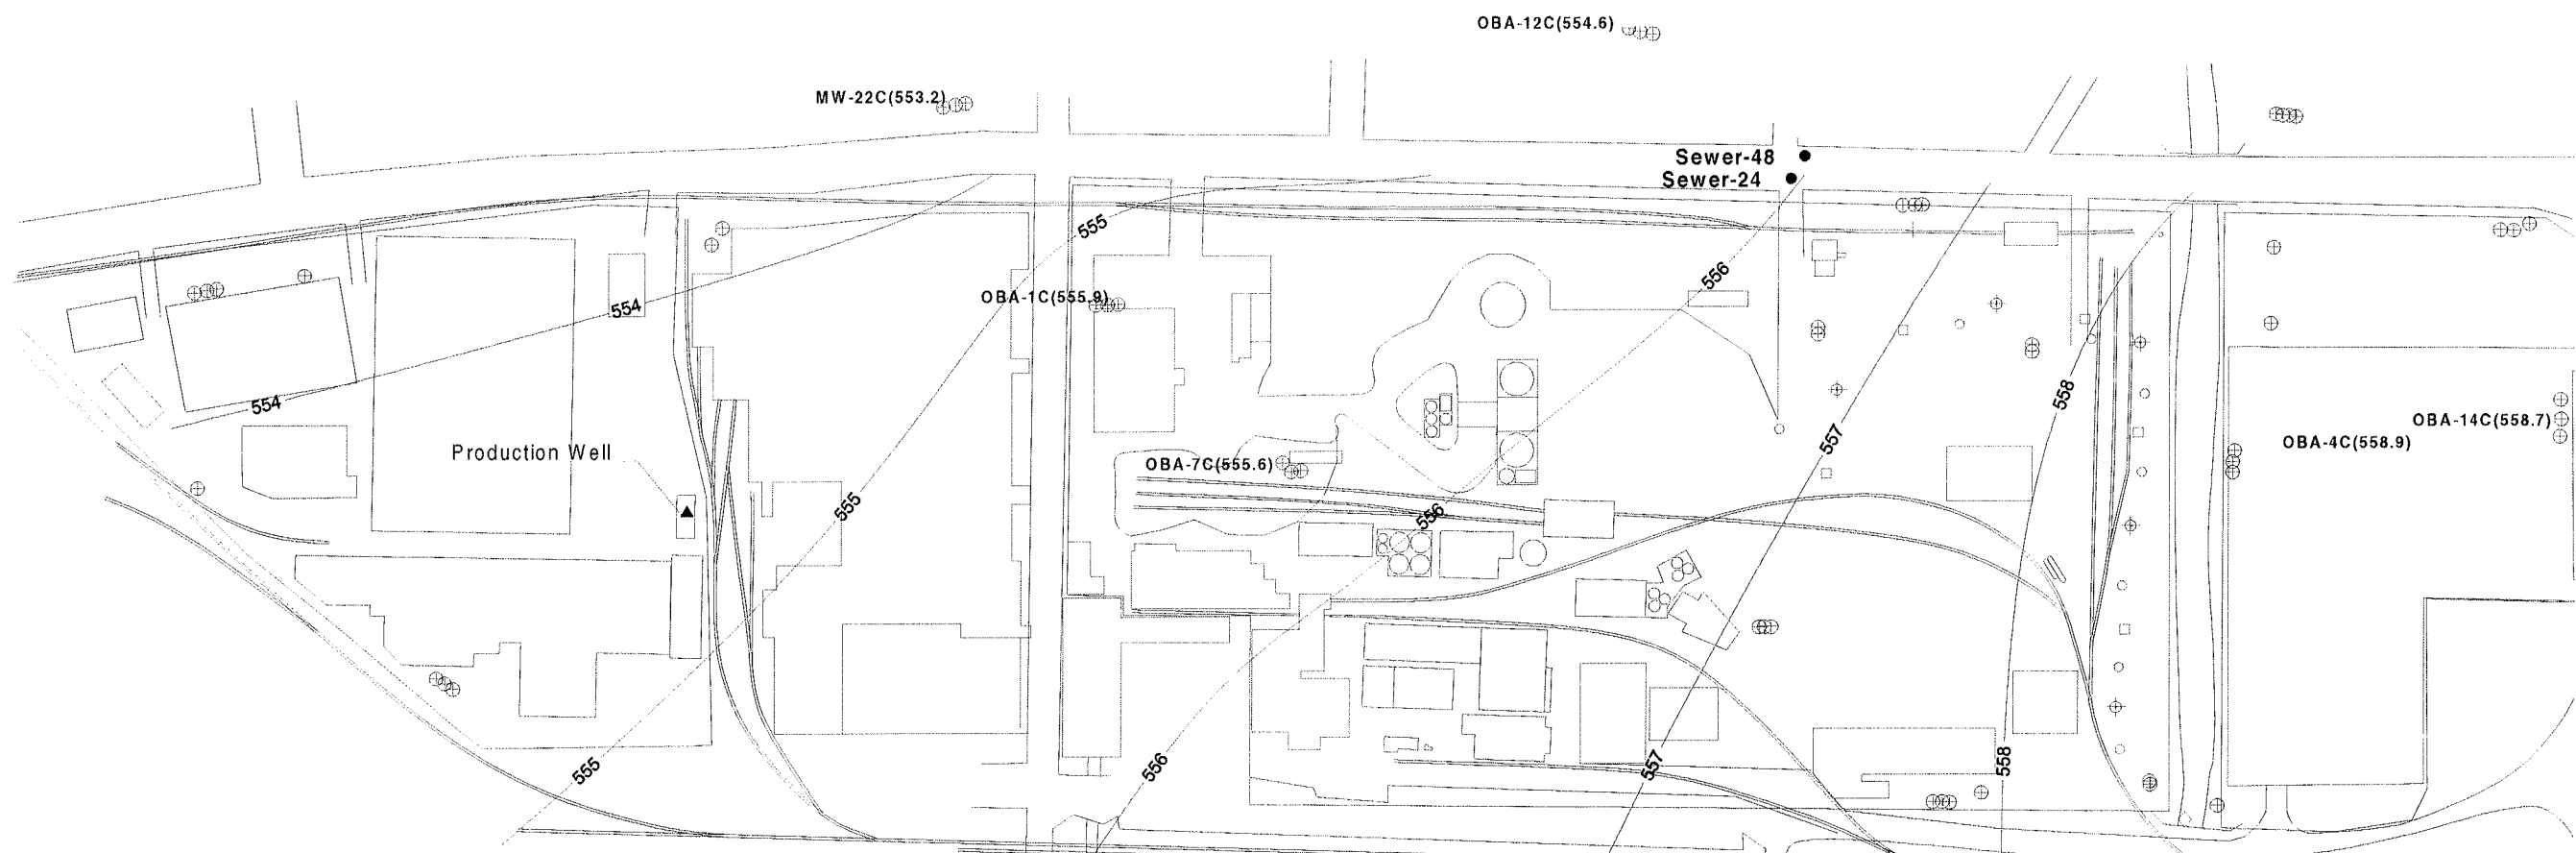 OBA-12C(554.6)
MW-22C(553.2)
Sewer-48
Sewer-24
555
556
OBA-1C(555.9)
554
558
554
OBA-14C(558.7)
557
OBA-4C(558.9)
Production Well
OBA-7C(555.6)
555
556
555
556
557
558